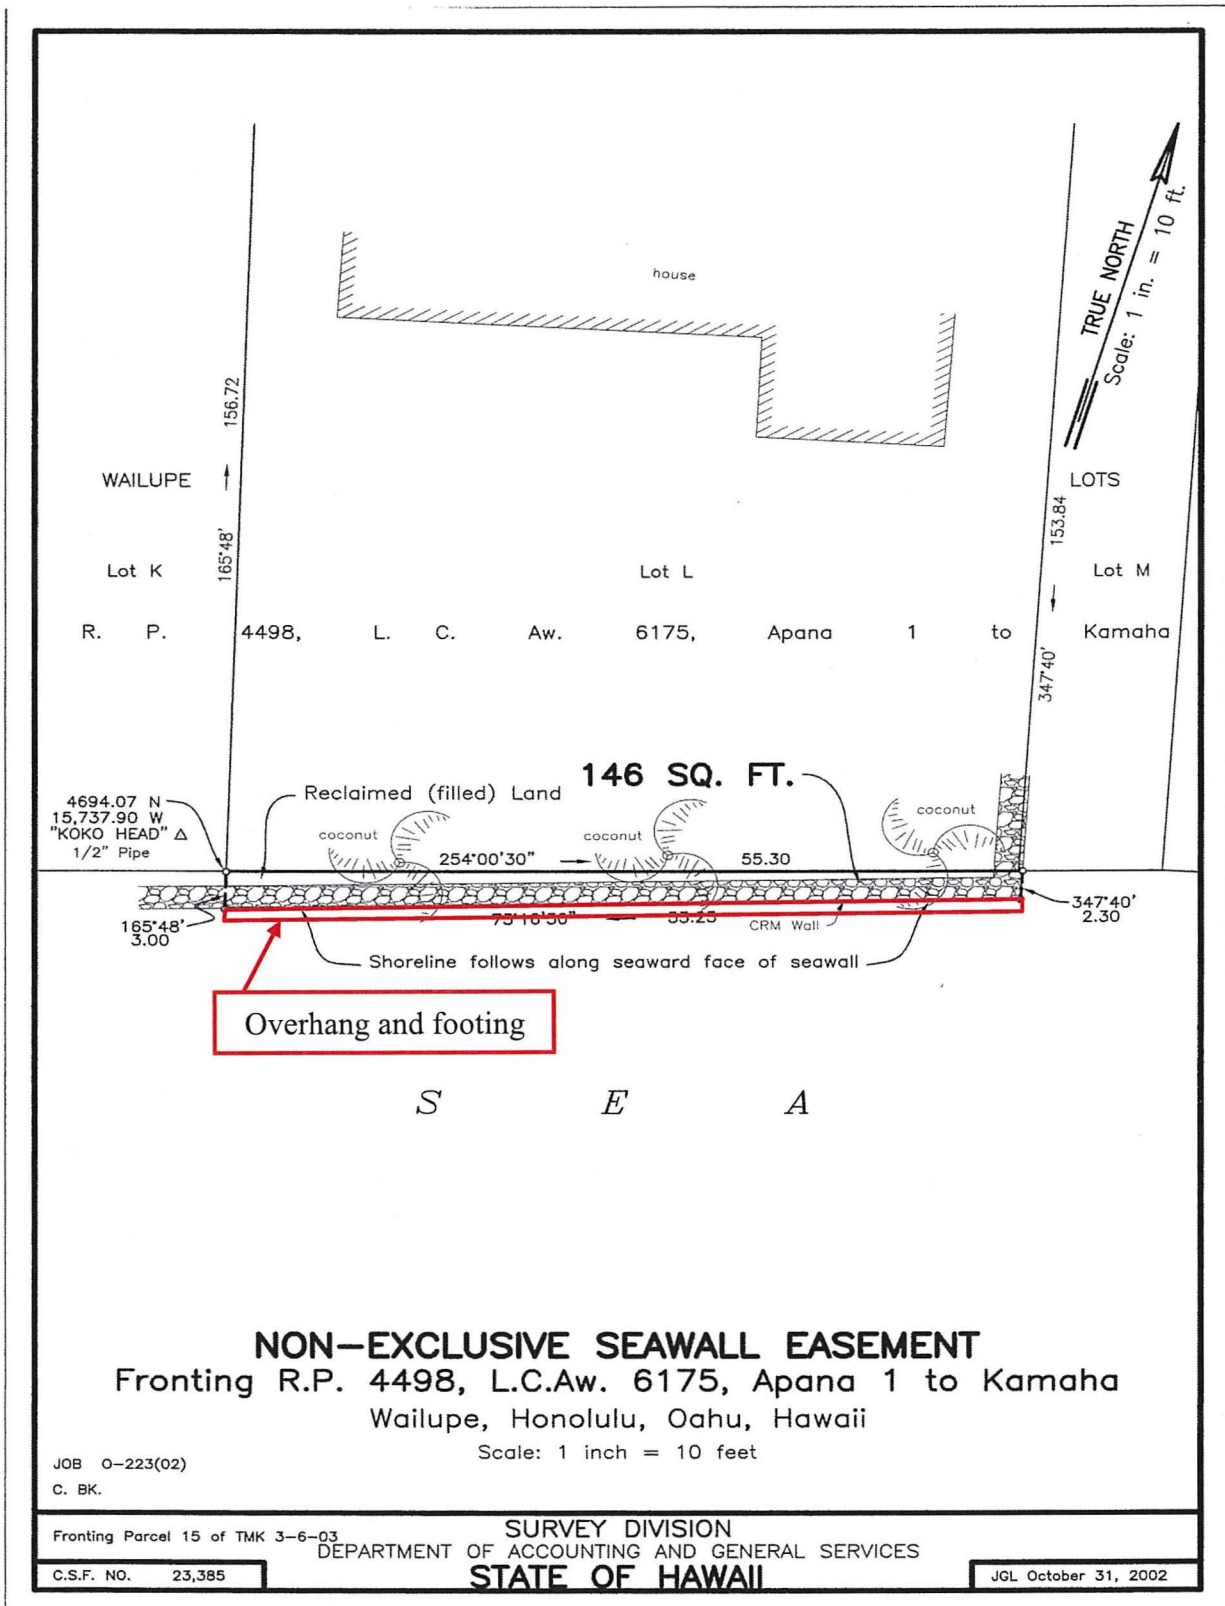 TRUE NORTH
Scale: 1 in. = 10 ft.
house
156.72
WAILUPE
LOTS
165°48'
153.84
Lot K
Lot L
Lot M
R. P. 4498, L. C. Aw. 6175, Apana 1 to Kamaha
347°40'
146 SQ. FT.
Reclaimed (filled) Land
4694.07 N
15,737.90 W
"KOKO HEAD" Δ
1/2" Pipe
coconut
coconut
coconut
254°00'30"
55.30
165°48'
3.00
347°40'
2.30
CRM Wall
Shoreline follows along seaward face of seawall
Overhang and footing
S E A
NON-EXCLUSIVE SEAWALL EASEMENT
Fronting R.P. 4498, L.C.Aw. 6175, Apana 1 to Kamaha
Wailupe, Honolulu, Oahu, Hawaii
Scale: 1 inch = 10 feet
JOB O-223(02)
C. BK.
Fronting Parcel 15 of TMK 3-6-03
SURVEY DIVISION
DEPARTMENT OF ACCOUNTING AND GENERAL SERVICES
C.S.F. NO. 23,385
STATE OF HAWAII
JGL October 31, 2002